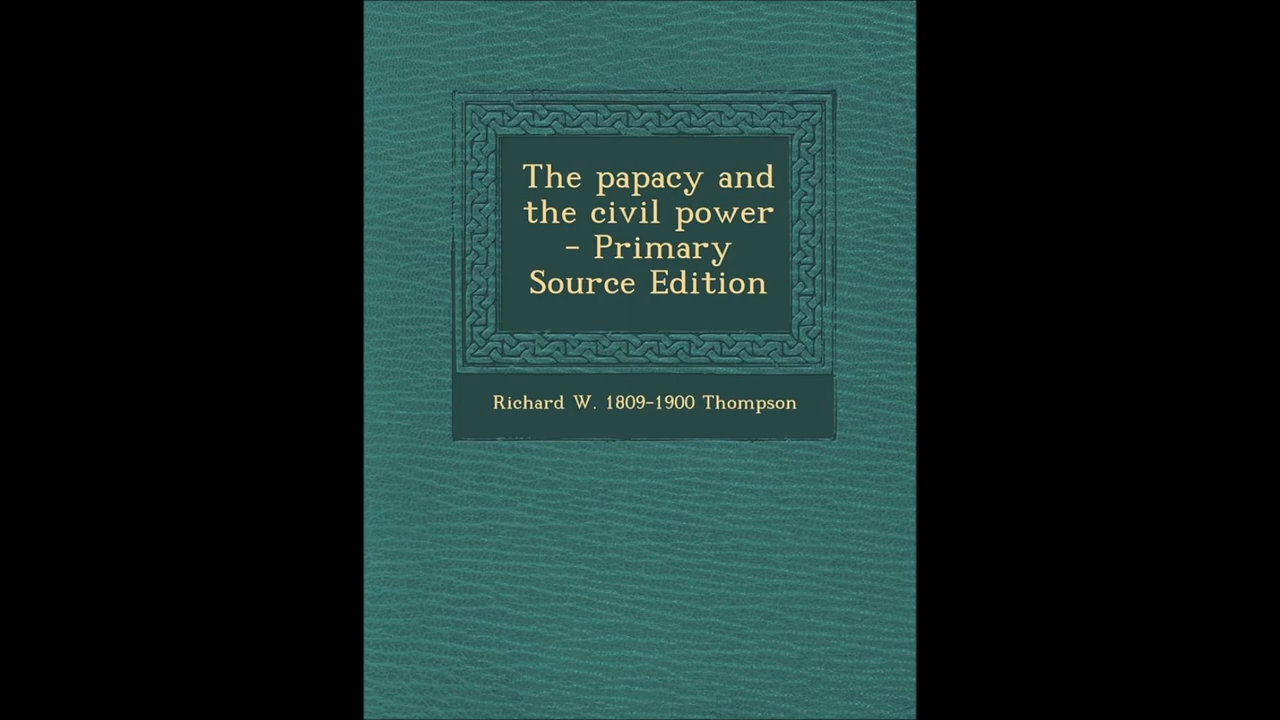 The papacy and
the civil power
- Primary
Source Edition
Richard W. 1809-1900 Thompson